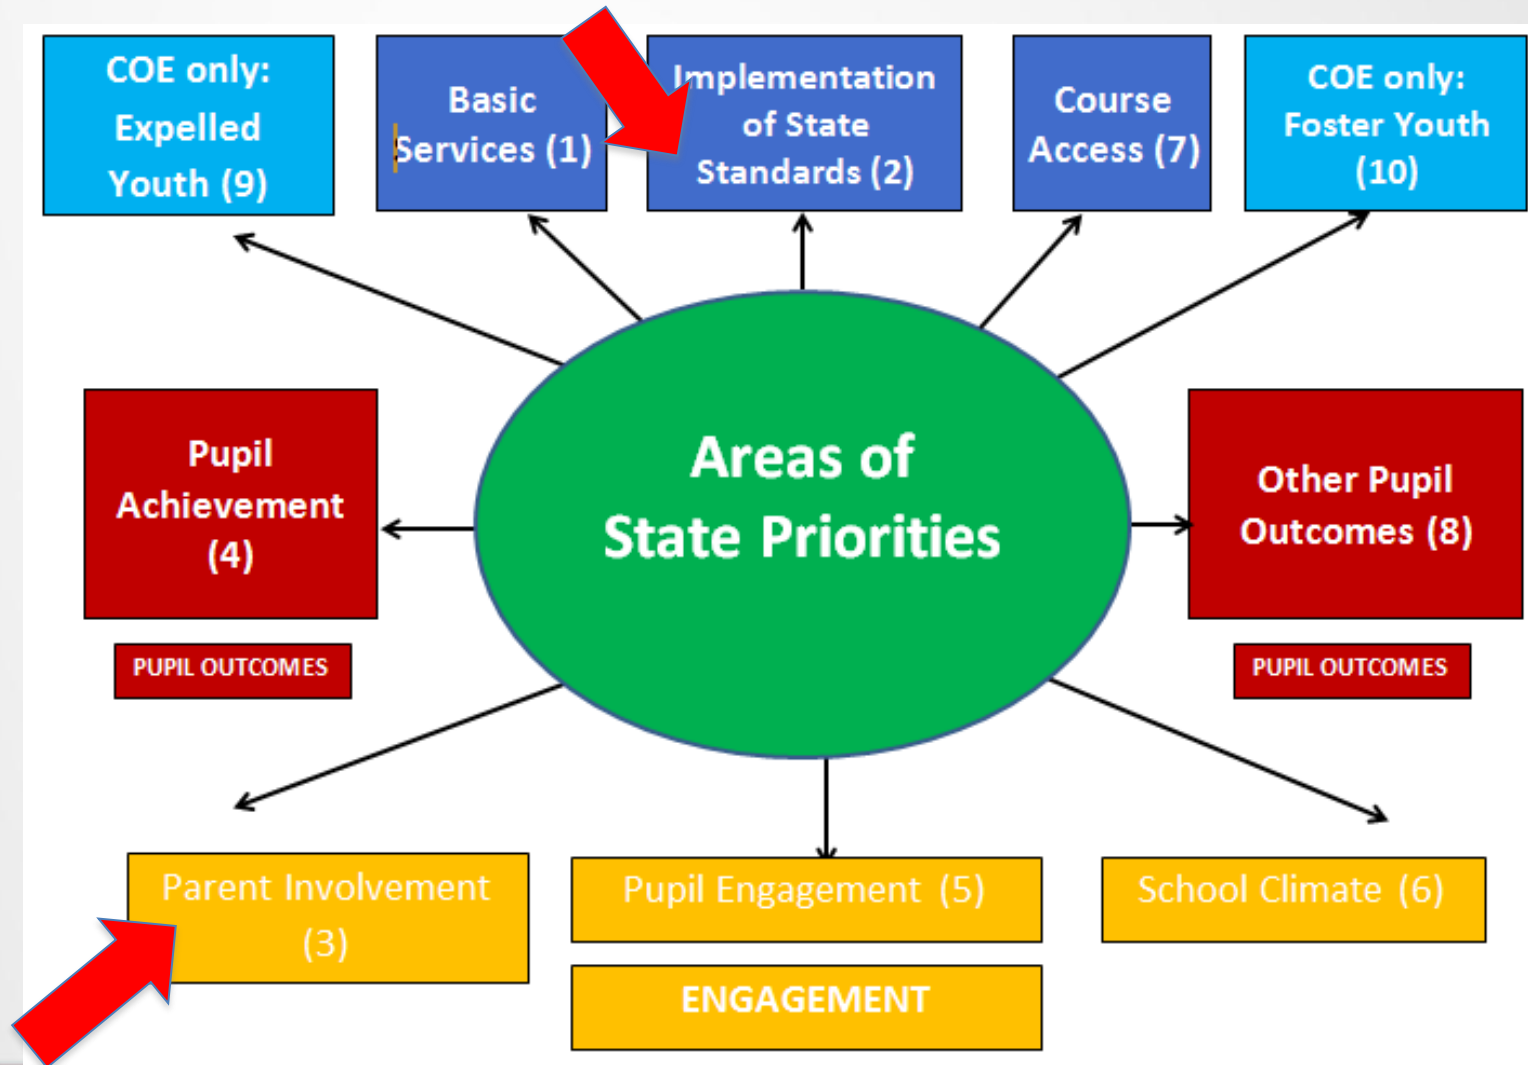 COE only:
Expelled
Youth (9)
Basic
Services (1)
Implementation
of State
Standards (2)
Course
Access (7)
COE only:
Foster Youth
(10)
Areas of
State Priorities
Pupil
Achievement
(4)
PUPIL OUTCOMES
Other Pupil
Outcomes (8)
PUPIL OUTCOMES
Parent Involvement
(3)
Pupil Engagement (5)
School Climate (6)
ENGAGEMENT